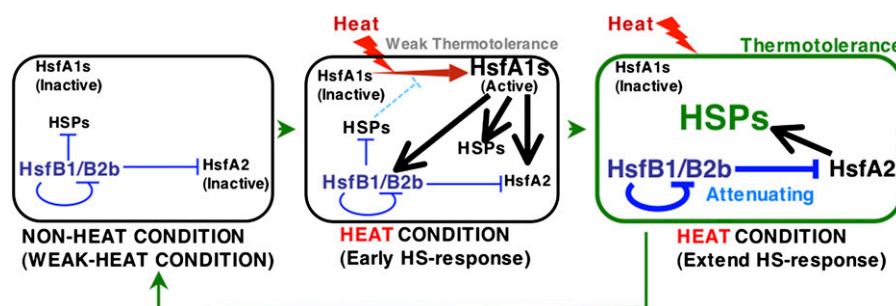 HsfA1s
(Inactive)
HSPs
HsfB1/B2b
HsfA2
(Inactive)
NON-HEAT CONDITION
(WEAK-HEAT CONDITION)
Heat
Weak Thermotolerance
HsfA1s
(Inactive)
HsfA1s
(Active)
HSPs
HSPs
HsfB1/B2b
HsfA2
HEAT CONDITION
(Early HS-response)
Heat
Thermotolerance
HsfA1s
(Inactive)
HSPs
HsfB1/B2b
HsfA2
Attenuating
HEAT CONDITION
(Extend HS-response)